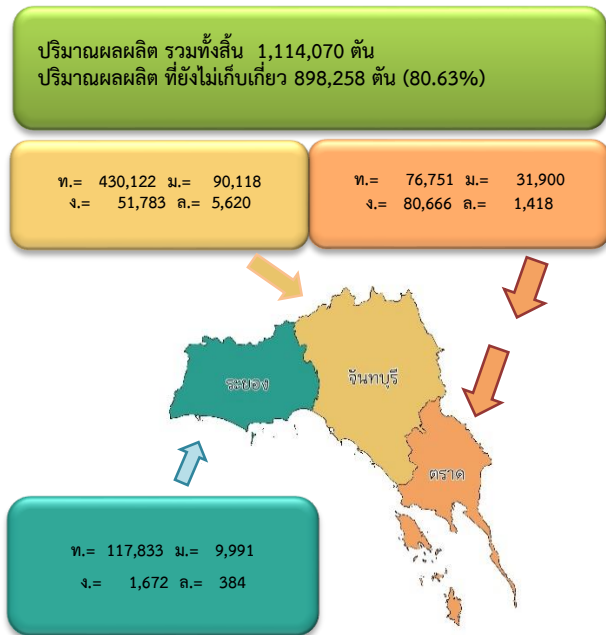 ปริมาณผลผลิต รวมทั้งสิ้น 1,114,070 ตัน
ปริมาณผลผลิต ที่ยังไม่เก็บเกี่ยว 898,258 ตัน (80.63%)
ท.= 430,122 ม.= 90,118
ง.= 51,783 ล.= 5,620
ท.= 76,751 ม.= 31,900
ง.= 80,666 ล.= 1,418
ระยอง
จันทบุรี
ตราด
ท.= 117,833 ม.= 9,991
ง.= 1,672 ล.= 384